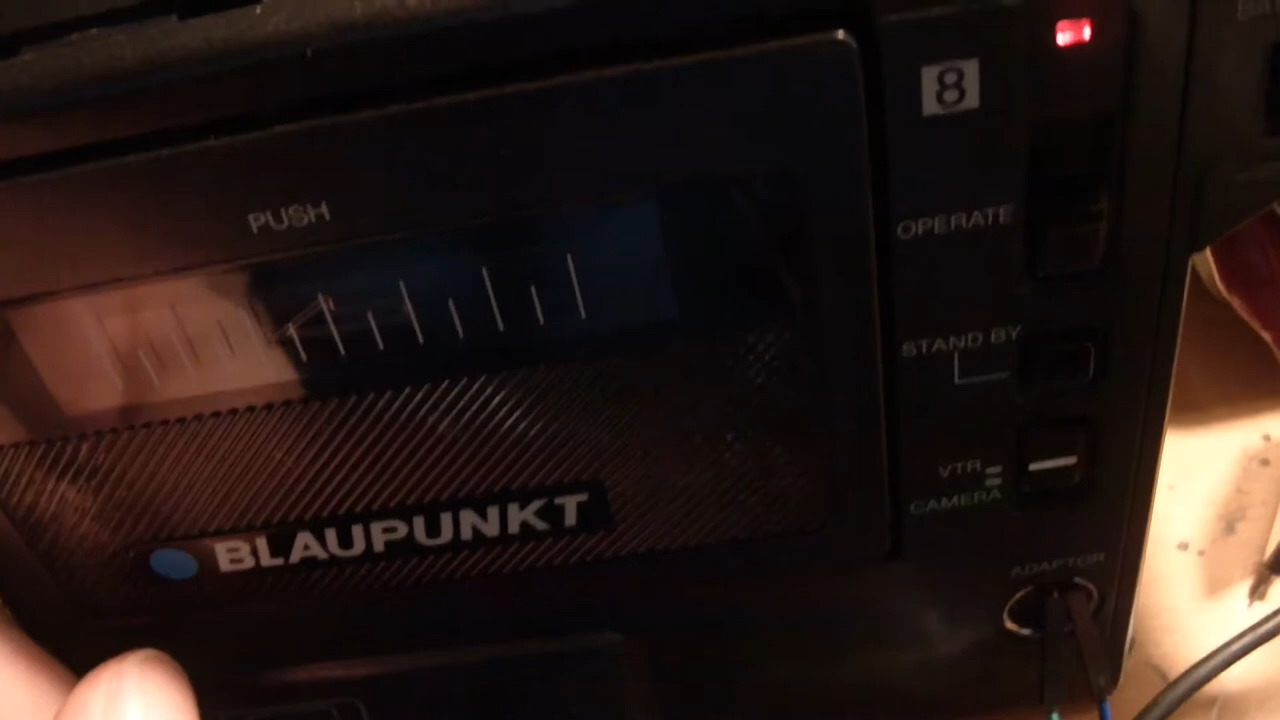 8
PUSH
OPERATE
STAND BY
VTR
CAMERA
BLAUPUNKT
ADAPTOR